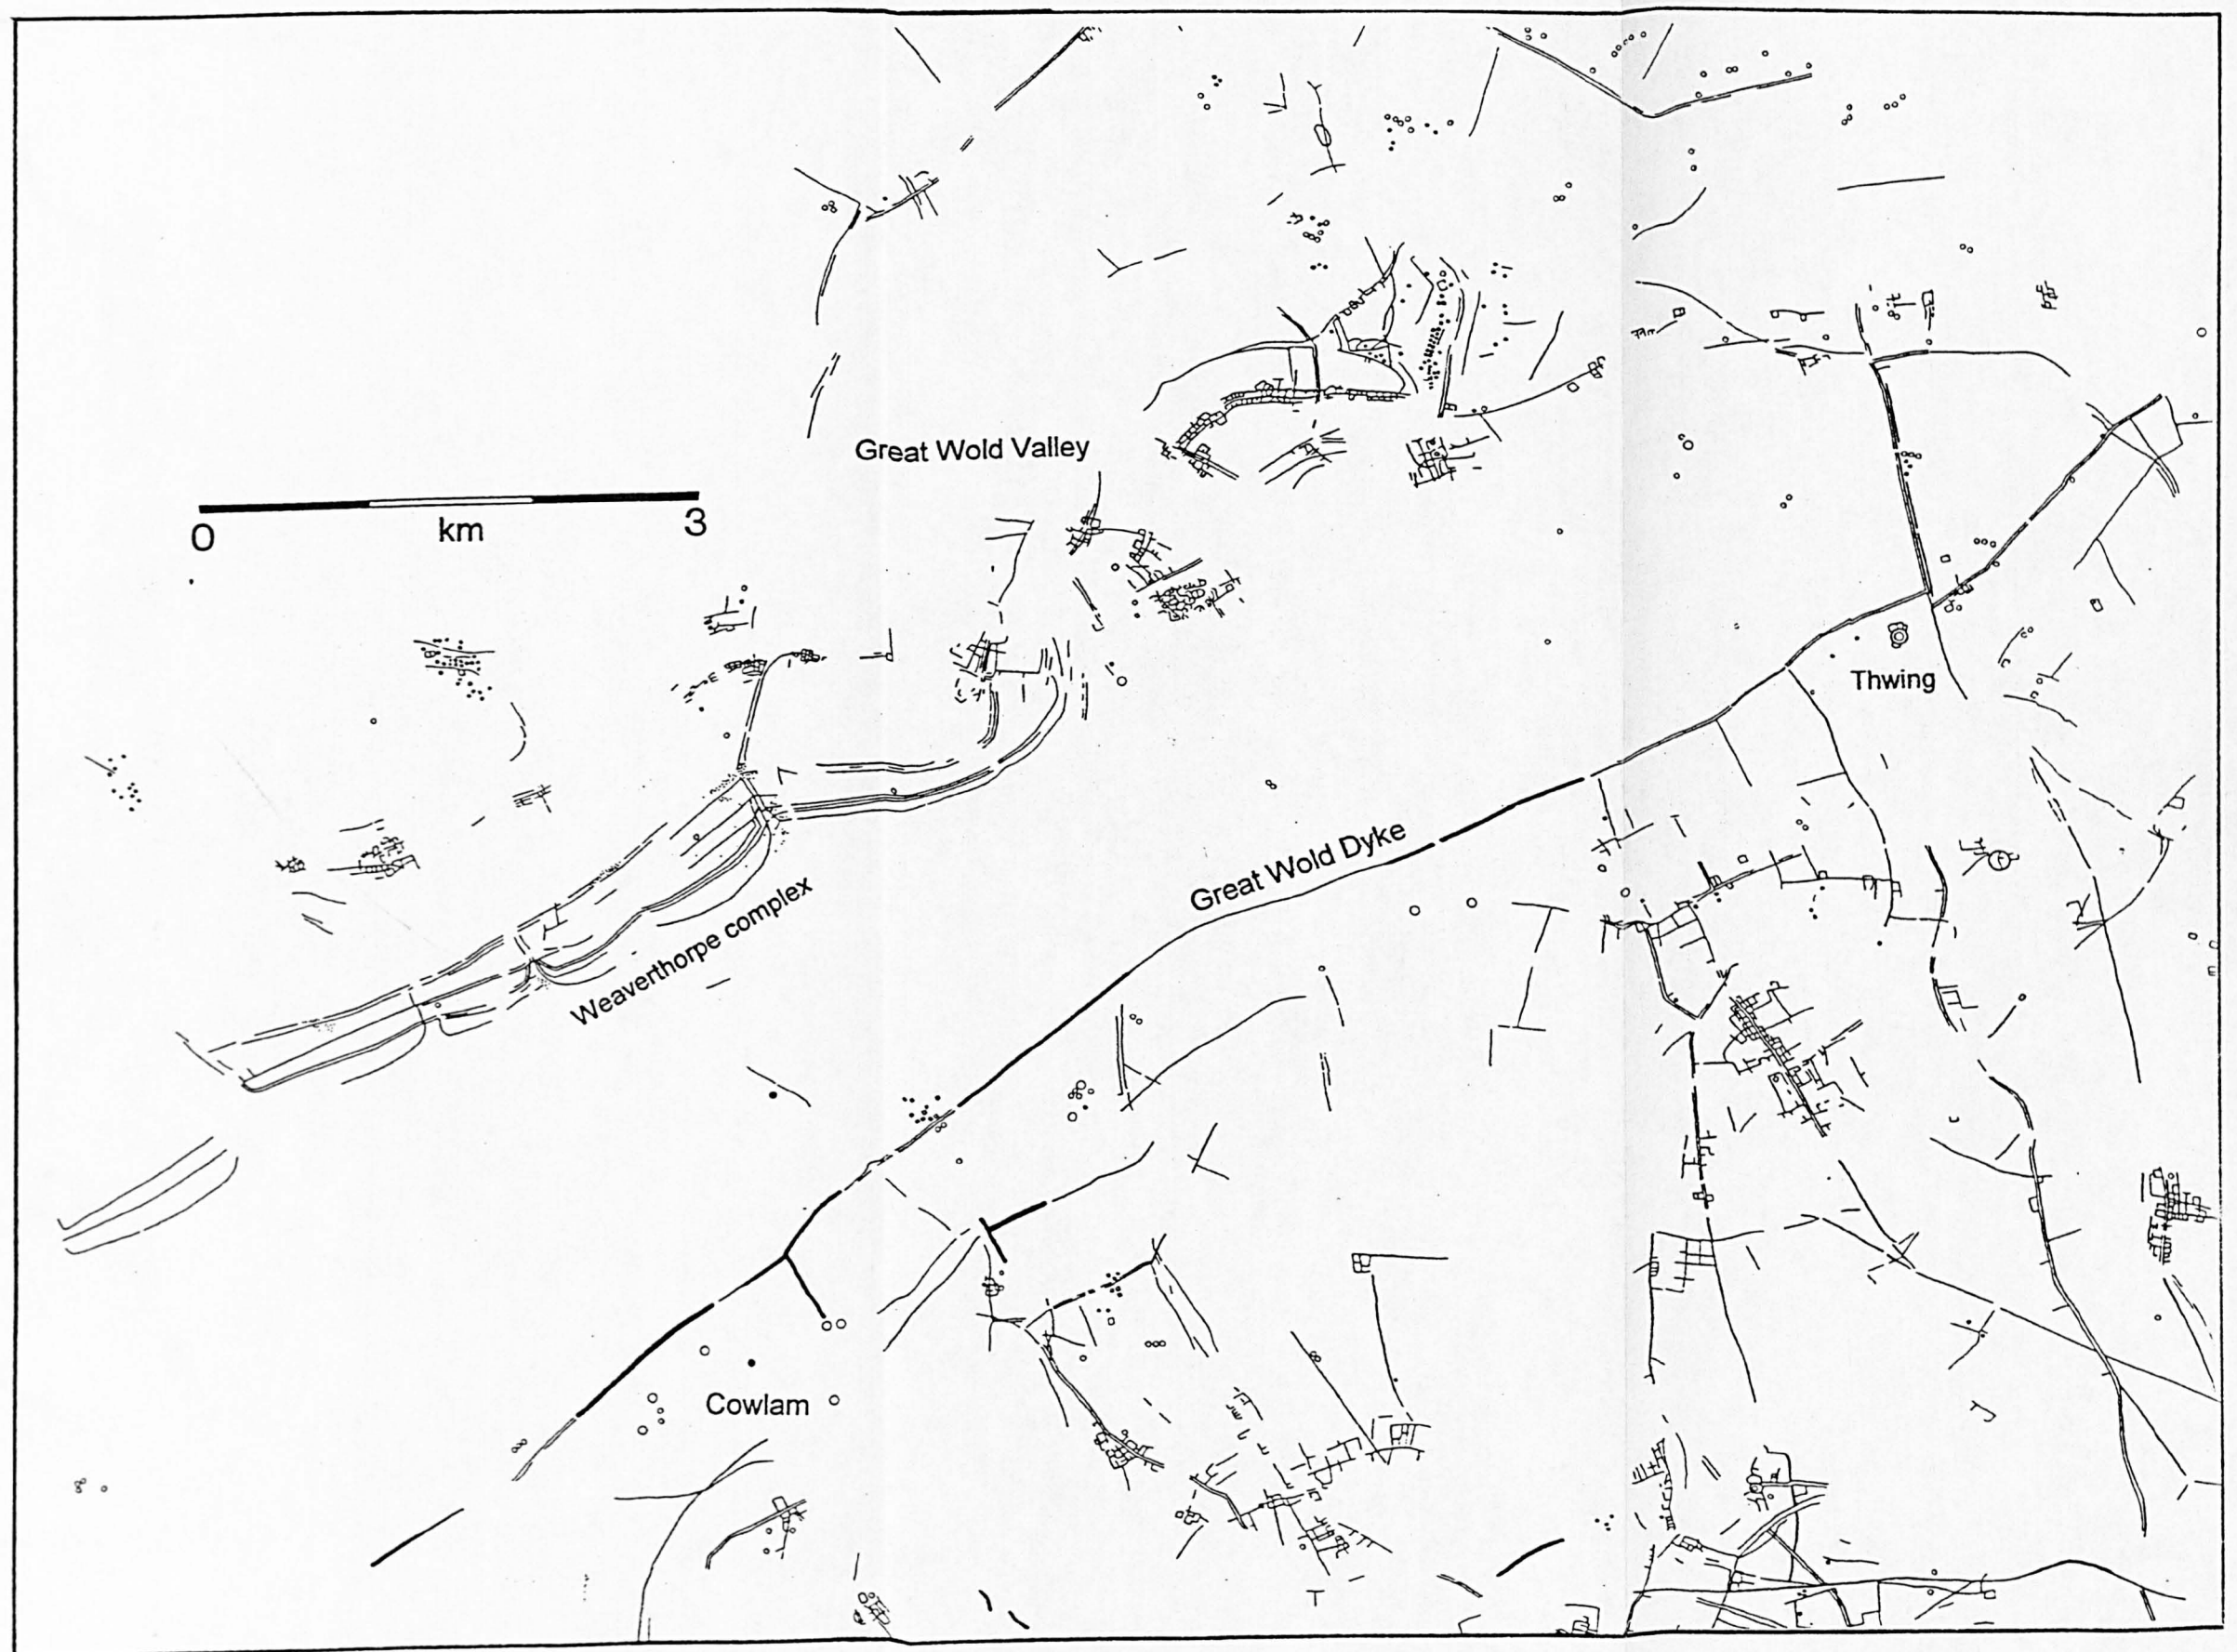 Great Wold Valley
0 km 3
Thwing
Great Wold Dyke
Weaverthorpe complex
Cowlam